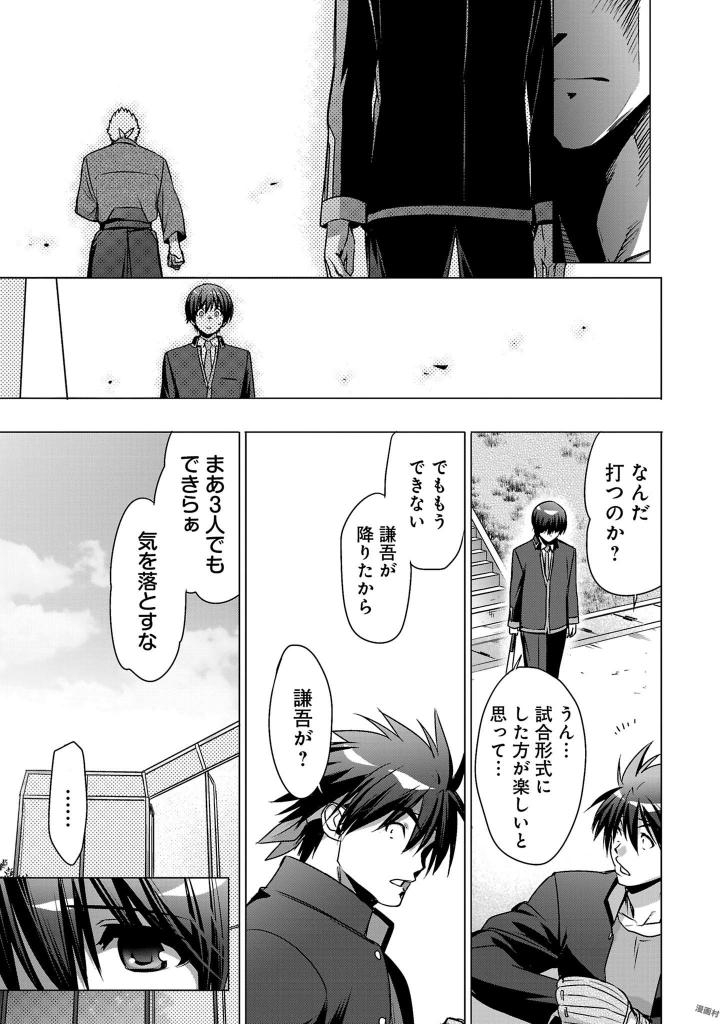 なんだ
打つのか?
うん…
試合形式に
した方が楽しいと
思って…
でももう
できない
謙吾が
降りたから
謙吾が?
まあ3人でも
できらぁ
気を落とすな
……
漫画村